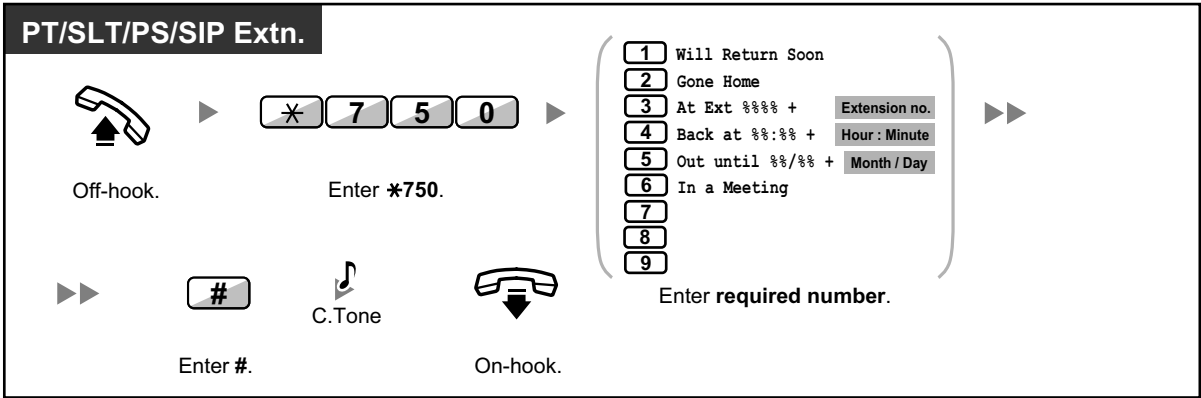 PT/SLT/PS/SIP Extn.
Off-hook.
* 7 5 0
Enter *750.
1 Will Return Soon
2 Gone Home
3 At Ext %%%% + Extension no.
4 Back at %%:%% + Hour : Minute
5 Out until %%/%% + Month / Day
6 In a Meeting
7
8
9
Enter required number.
#
Enter #.
C.Tone
On-hook.